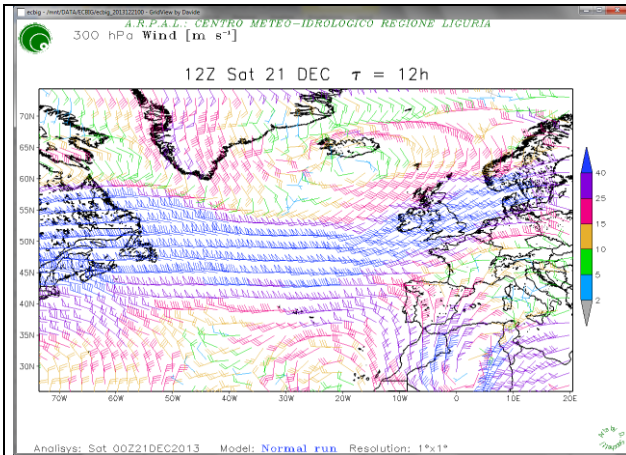 ecbig - /mnt/DATA/ECBIG/ecbig_2013122100 - GridView by Davide
A.R.P.A.L.: CENTRO METEO-IDROLOGICO REGIONE LIGURIA
300 hPa Wind [m s⁻¹]
12Z Sat 21 DEC τ = 12h
70N
65N
60N
55N
50N
45N
40N
35N
30N
40
25
15
10
5
2
70W 60W 50W 40W 30W 20W 10W 0 10E 20E
Analisys: Sat 00Z21DEC2013 Model: Normal run Resolution: 1°x1°